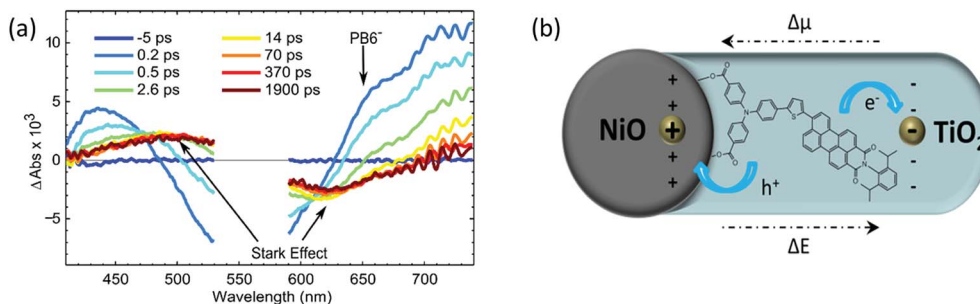 (a)
ΔAbs x 10³
10
5
0
−5
-5 ps
0.2 ps
0.5 ps
2.6 ps
14 ps
70 ps
370 ps
1900 ps
PB6⁻
Stark Effect
450
500
550
600
650
700
Wavelength (nm)
(b)
Δμ
NiO
TiO₂
e⁻
h⁺
ΔE
+
+
+
+
+
-
-
-
-
-
O
O
O
O
N
S
O
N
O